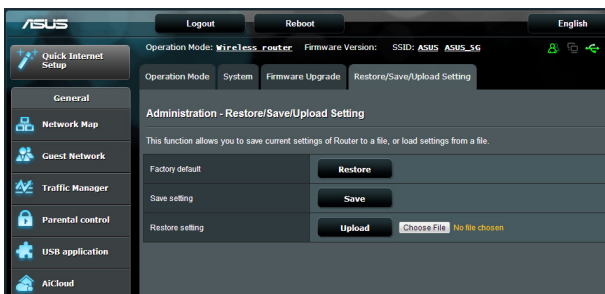 ASUS
Logout Reboot English
Quick Internet Setup
Operation Mode: Wireless router Firmware Version: SSID: ASUS ASUS_5G
Operation Mode System Firmware Upgrade Restore/Save/Upload Setting
General
Network Map
Guest Network
Traffic Manager
Parental control
USB application
AiCloud
Administration - Restore/Save/Upload Setting
This function allows you to save current settings of Router to a file, or load settings from a file.
Factory default Restore
Save setting Save
Restore setting Upload Choose File No file chosen